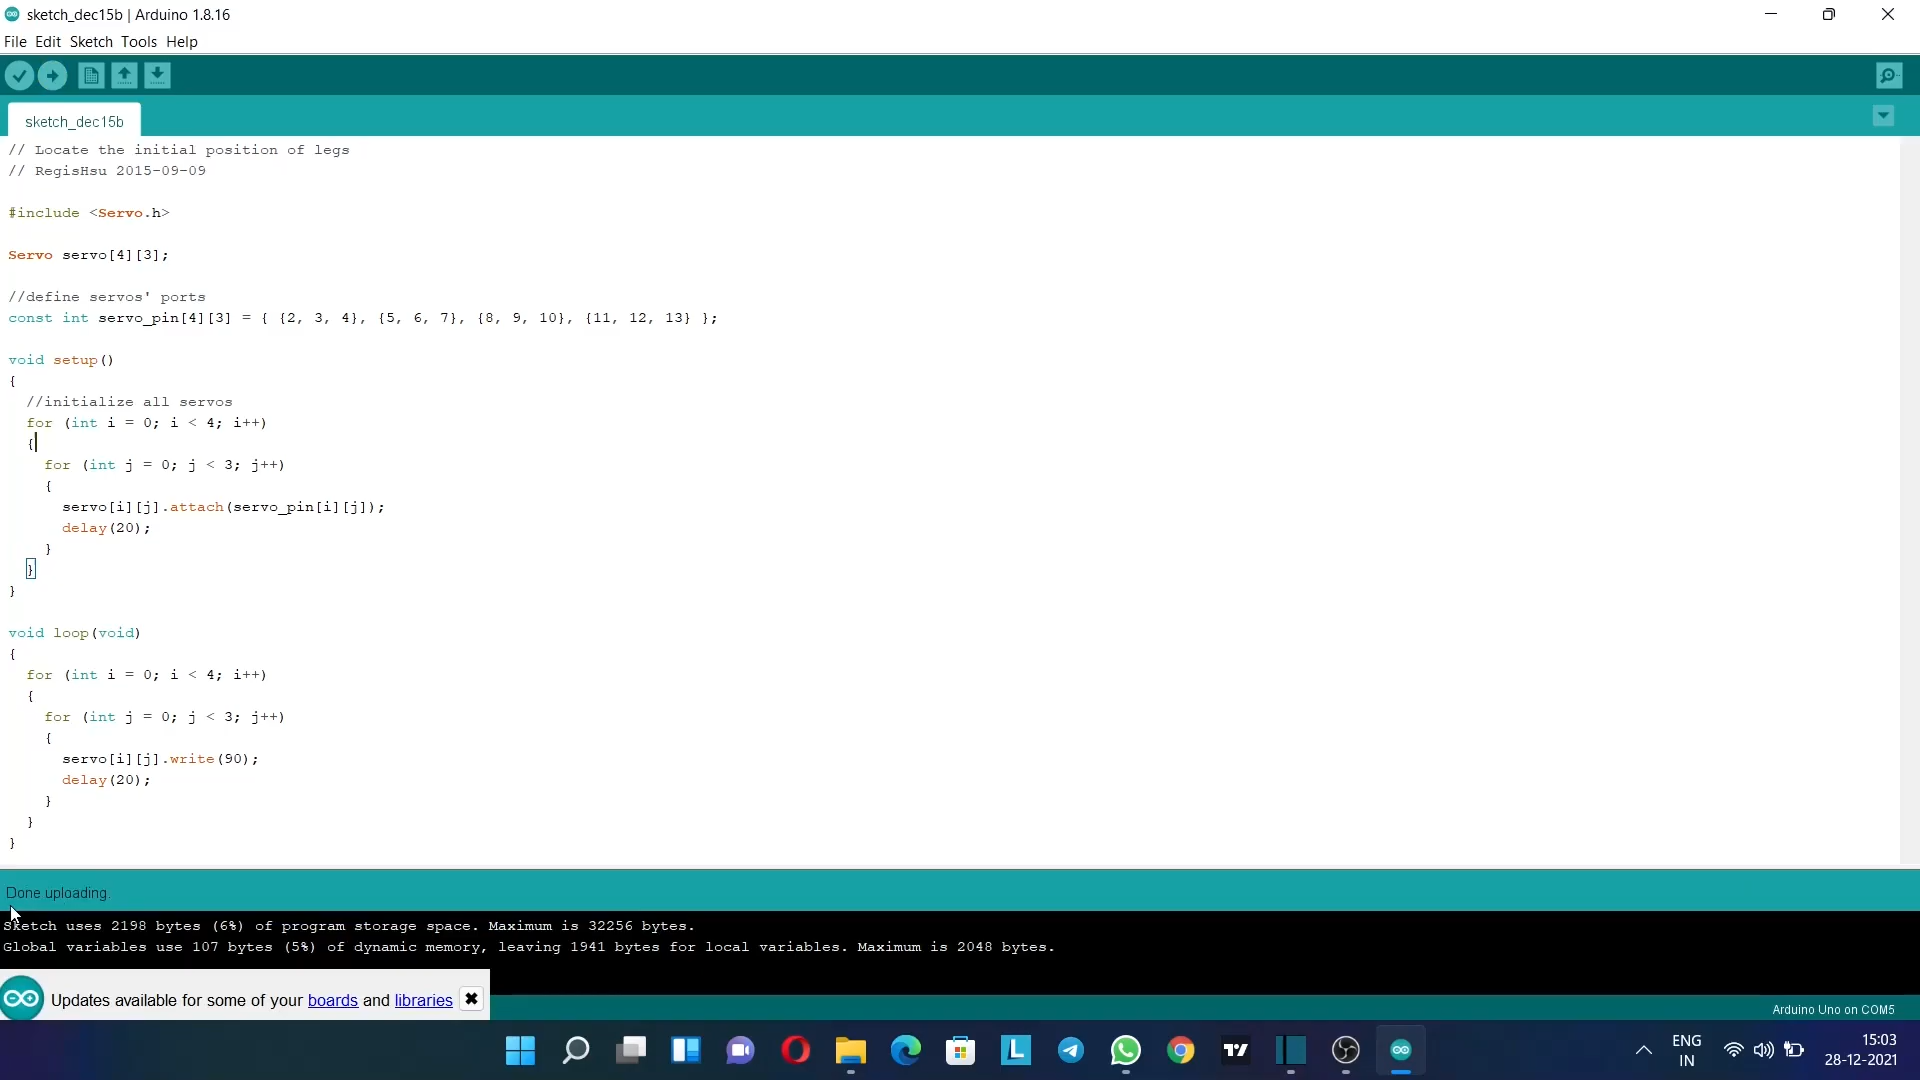 sketch_dec15b | Arduino 1.8.16
File Edit Sketch Tools Help
sketch_dec15b
// Locate the initial position of legs
// RegisHsu 2015-09-09
#include <Servo.h>
Servo servo[4][3];
//define servos' ports
const int servo_pin[4][3] = { {2, 3, 4}, {5, 6, 7}, {8, 9, 10}, {11, 12, 13} };
void setup()
{
  //initialize all servos
  for (int i = 0; i < 4; i++)
  {
    for (int j = 0; j < 3; j++)
    {
      servo[i][j].attach(servo_pin[i][j]);
      delay(20);
    }
  }
}
void loop(void)
{
  for (int i = 0; i < 4; i++)
  {
    for (int j = 0; j < 3; j++)
    {
      servo[i][j].write(90);
      delay(20);
    }
  }
}
Done uploading.
Sketch uses 2198 bytes (6%) of program storage space. Maximum is 32256 bytes.
Global variables use 107 bytes (5%) of dynamic memory, leaving 1941 bytes for local variables. Maximum is 2048 bytes.
Updates available for some of your boards and libraries
Arduino Uno on COM5
ENG
IN
15:03
28-12-2021